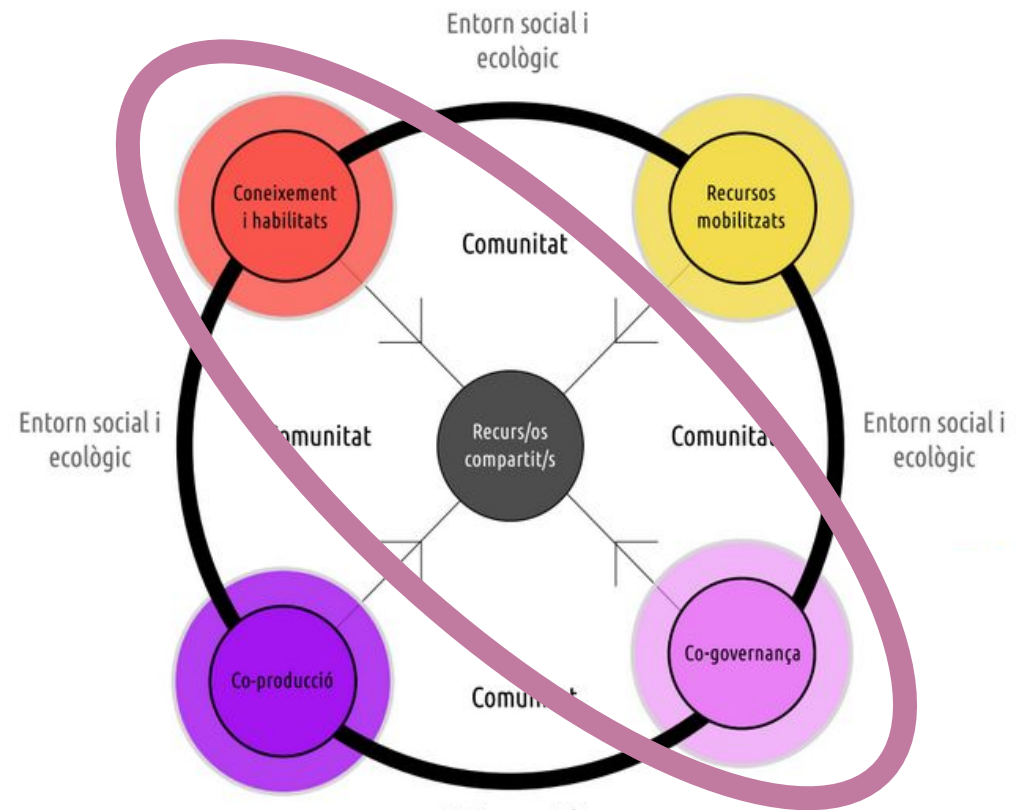 Entorn social i
ecològic
Coneixement
i habilitats
Recursos
mobilitzats
Comunitat
Entorn social i
ecològic
Recurs/os
compartit/s
Entorn social i
ecològic
Co-producció
Co-governança